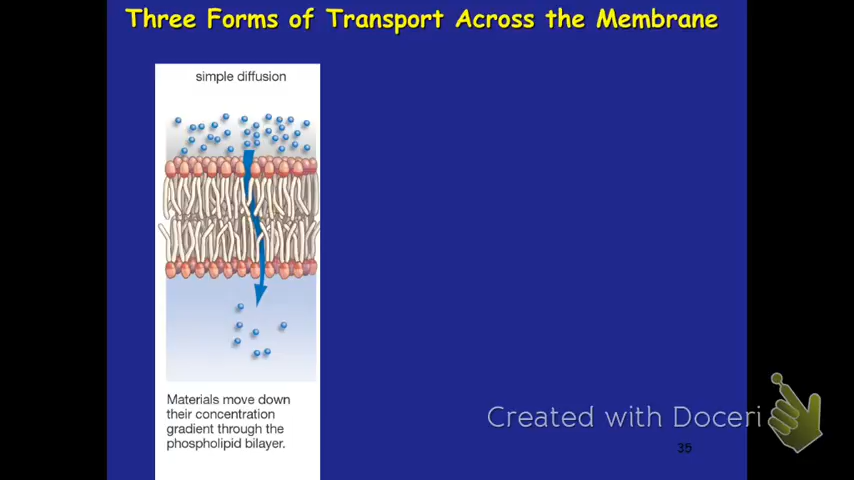 Three Forms of Transport Across the Membrane
simple diffusion
Materials move down
their concentration
gradient through the
phospholipid bilayer.
Created with Doceri
35